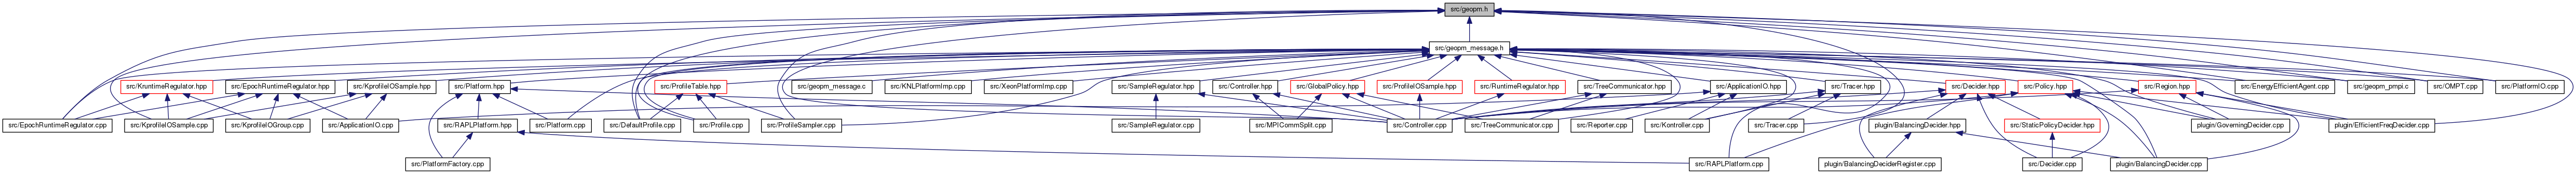 src/geopm.h
src/geopm_message.h
src/KruntimeRegulator.hpp
src/EpochRuntimeRegulator.hpp
src/KprofileIOSample.hpp
src/Platform.hpp
src/ProfileTable.hpp
src/geopm_message.c
src/KNLPlatformImp.cpp
src/XeonPlatformImp.cpp
src/SampleRegulator.hpp
src/Controller.hpp
src/GlobalPolicy.hpp
src/ProfileIOSample.hpp
src/RuntimeRegulator.hpp
src/TreeCommunicator.hpp
src/ApplicationIO.hpp
src/Tracer.hpp
src/Decider.hpp
src/Policy.hpp
src/Region.hpp
src/EnergyEfficientAgent.cpp
src/geopm_pmpi.c
src/OMPT.cpp
src/PlatformIO.cpp
src/EpochRuntimeRegulator.cpp
src/KprofileIOSample.cpp
src/KprofileIOGroup.cpp
src/ApplicationIO.cpp
src/RAPLPlatform.hpp
src/Platform.cpp
src/DefaultProfile.cpp
src/Profile.cpp
src/ProfileSampler.cpp
src/SampleRegulator.cpp
src/MPICommSplit.cpp
src/Controller.cpp
src/TreeCommunicator.cpp
src/Reporter.cpp
src/Kontroller.cpp
src/Tracer.cpp
plugin/BalancingDecider.hpp
src/StaticPolicyDecider.hpp
plugin/GoverningDecider.cpp
plugin/EfficientFreqDecider.cpp
src/PlatformFactory.cpp
src/RAPLPlatform.cpp
plugin/BalancingDeciderRegister.cpp
src/Decider.cpp
plugin/BalancingDecider.cpp